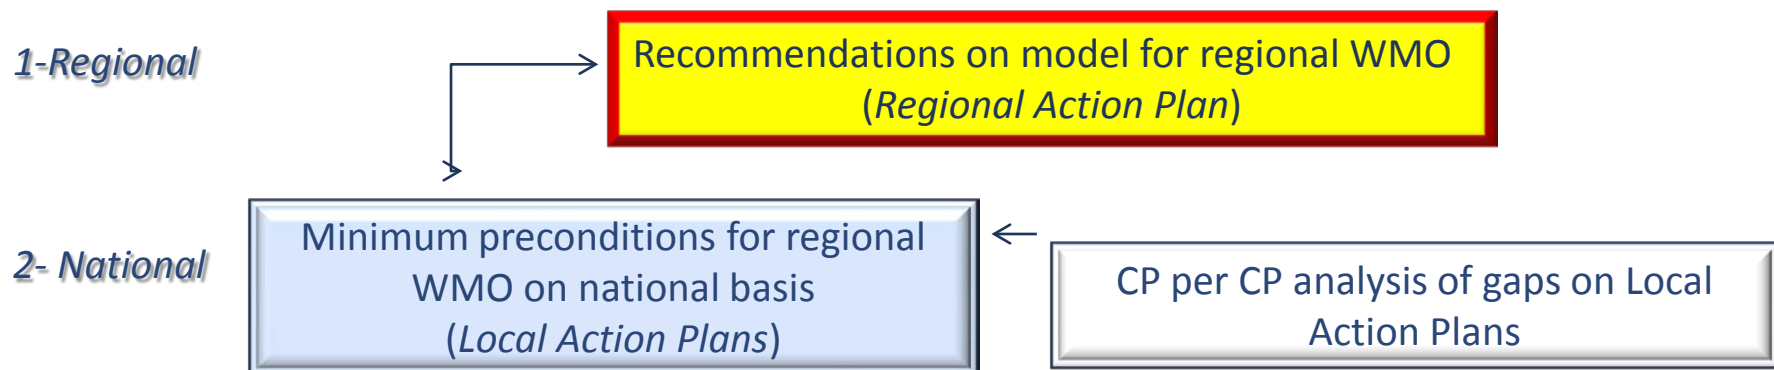 1-Regional
Recommendations on model for regional WMO
(Regional Action Plan)
2- National
Minimum preconditions for regional
WMO on national basis
(Local Action Plans)
CP per CP analysis of gaps on Local
Action Plans